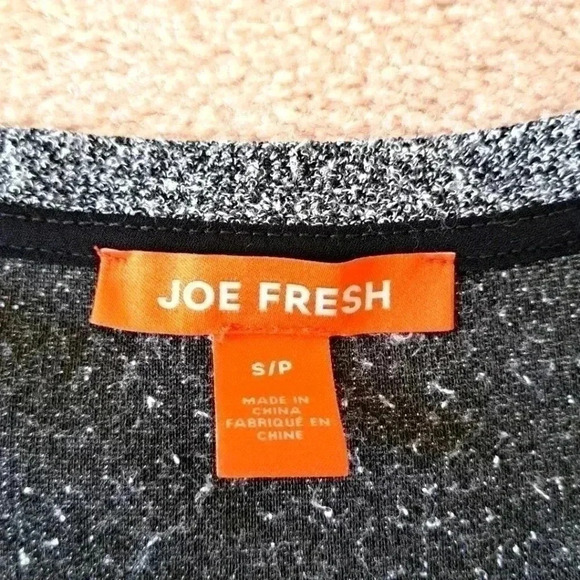 JOE FRESH
S/P
MADE IN
CHINA
FABRIQUÉ EN
CHINE